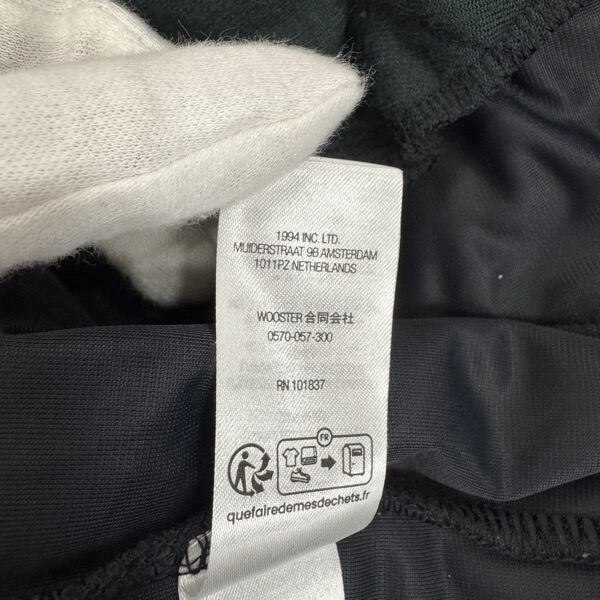 1994 INC. LTD.
MUIDERSTRAAT 9B AMSTERDAM
1011PZ NETHERLANDS
WOOSTER 合同会社
0570-057-300
RN 101837
FR
quefairedemesdechets.fr